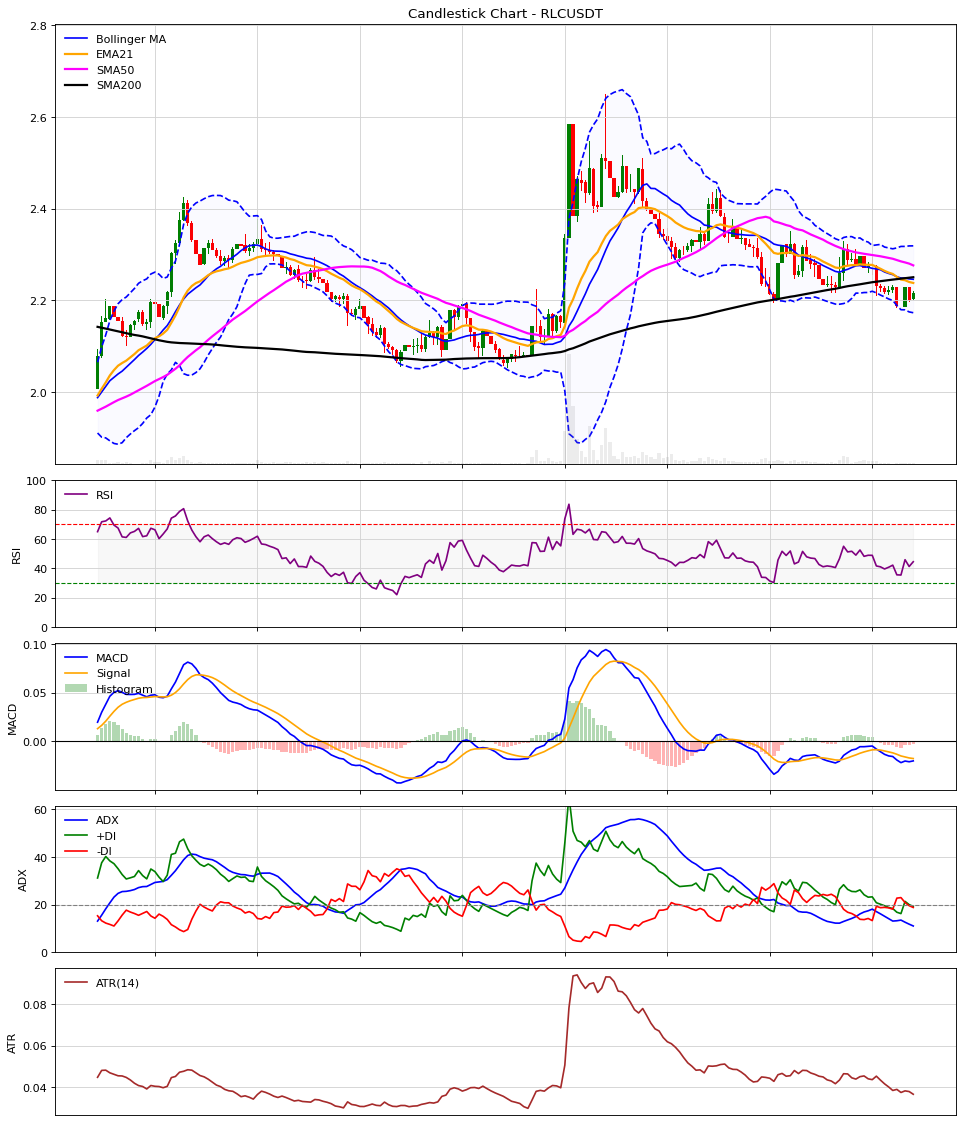 Candlestick Chart - RLCUSDT
2.8
2.6
2.4
2.2
2.0
Bollinger MA
EMA21
SMA50
SMA200
100
80
60
40
20
0
RSI
RSI
0.10
0.05
0.00
MACD
MACD
Signal
Histogram
60
40
20
0
ADX
ADX
+DI
-DI
0.08
0.06
0.04
ATR
ATR(14)